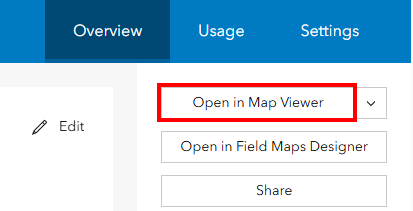 Overview Usage Settings
Open in Map Viewer
Edit
Open in Field Maps Designer
Share